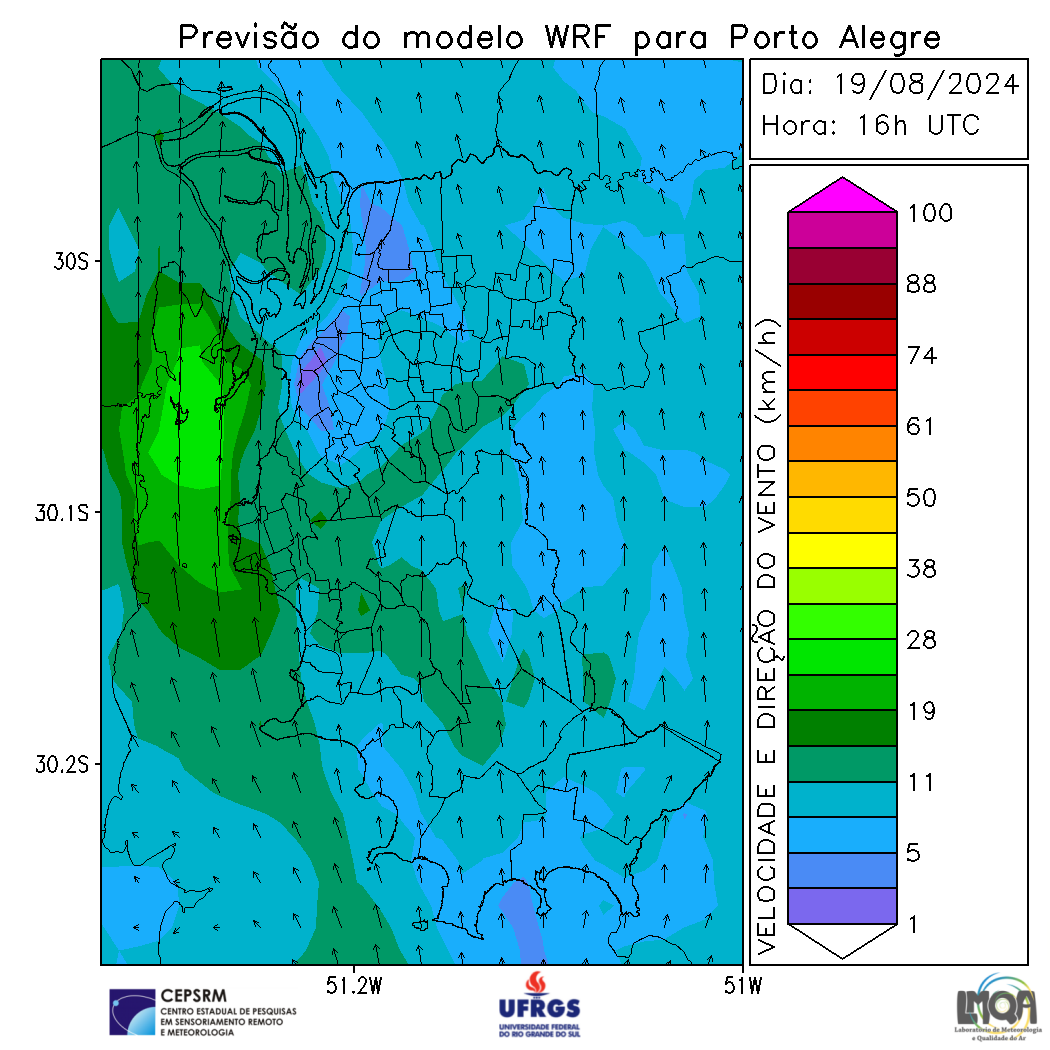 Previsão do modelo WRF para Porto Alegre
Dia: 19/08/2024
Hora: 16h UTC
30S
30.1S
30.2S
51.2W
51W
VELOCIDADE E DIREÇÃO DO VENTO (km/h)
100
88
74
61
50
38
28
19
11
5
1
CEPSRM
CENTRO ESTADUAL DE PESQUISAS
EM SENSORIAMENTO REMOTO
E METEOROLOGIA
UFRGS
UNIVERSIDADE FEDERAL
DO RIO GRANDE DO SUL
LMQA
Laboratório de Meteorologia
e Qualidade do Ar